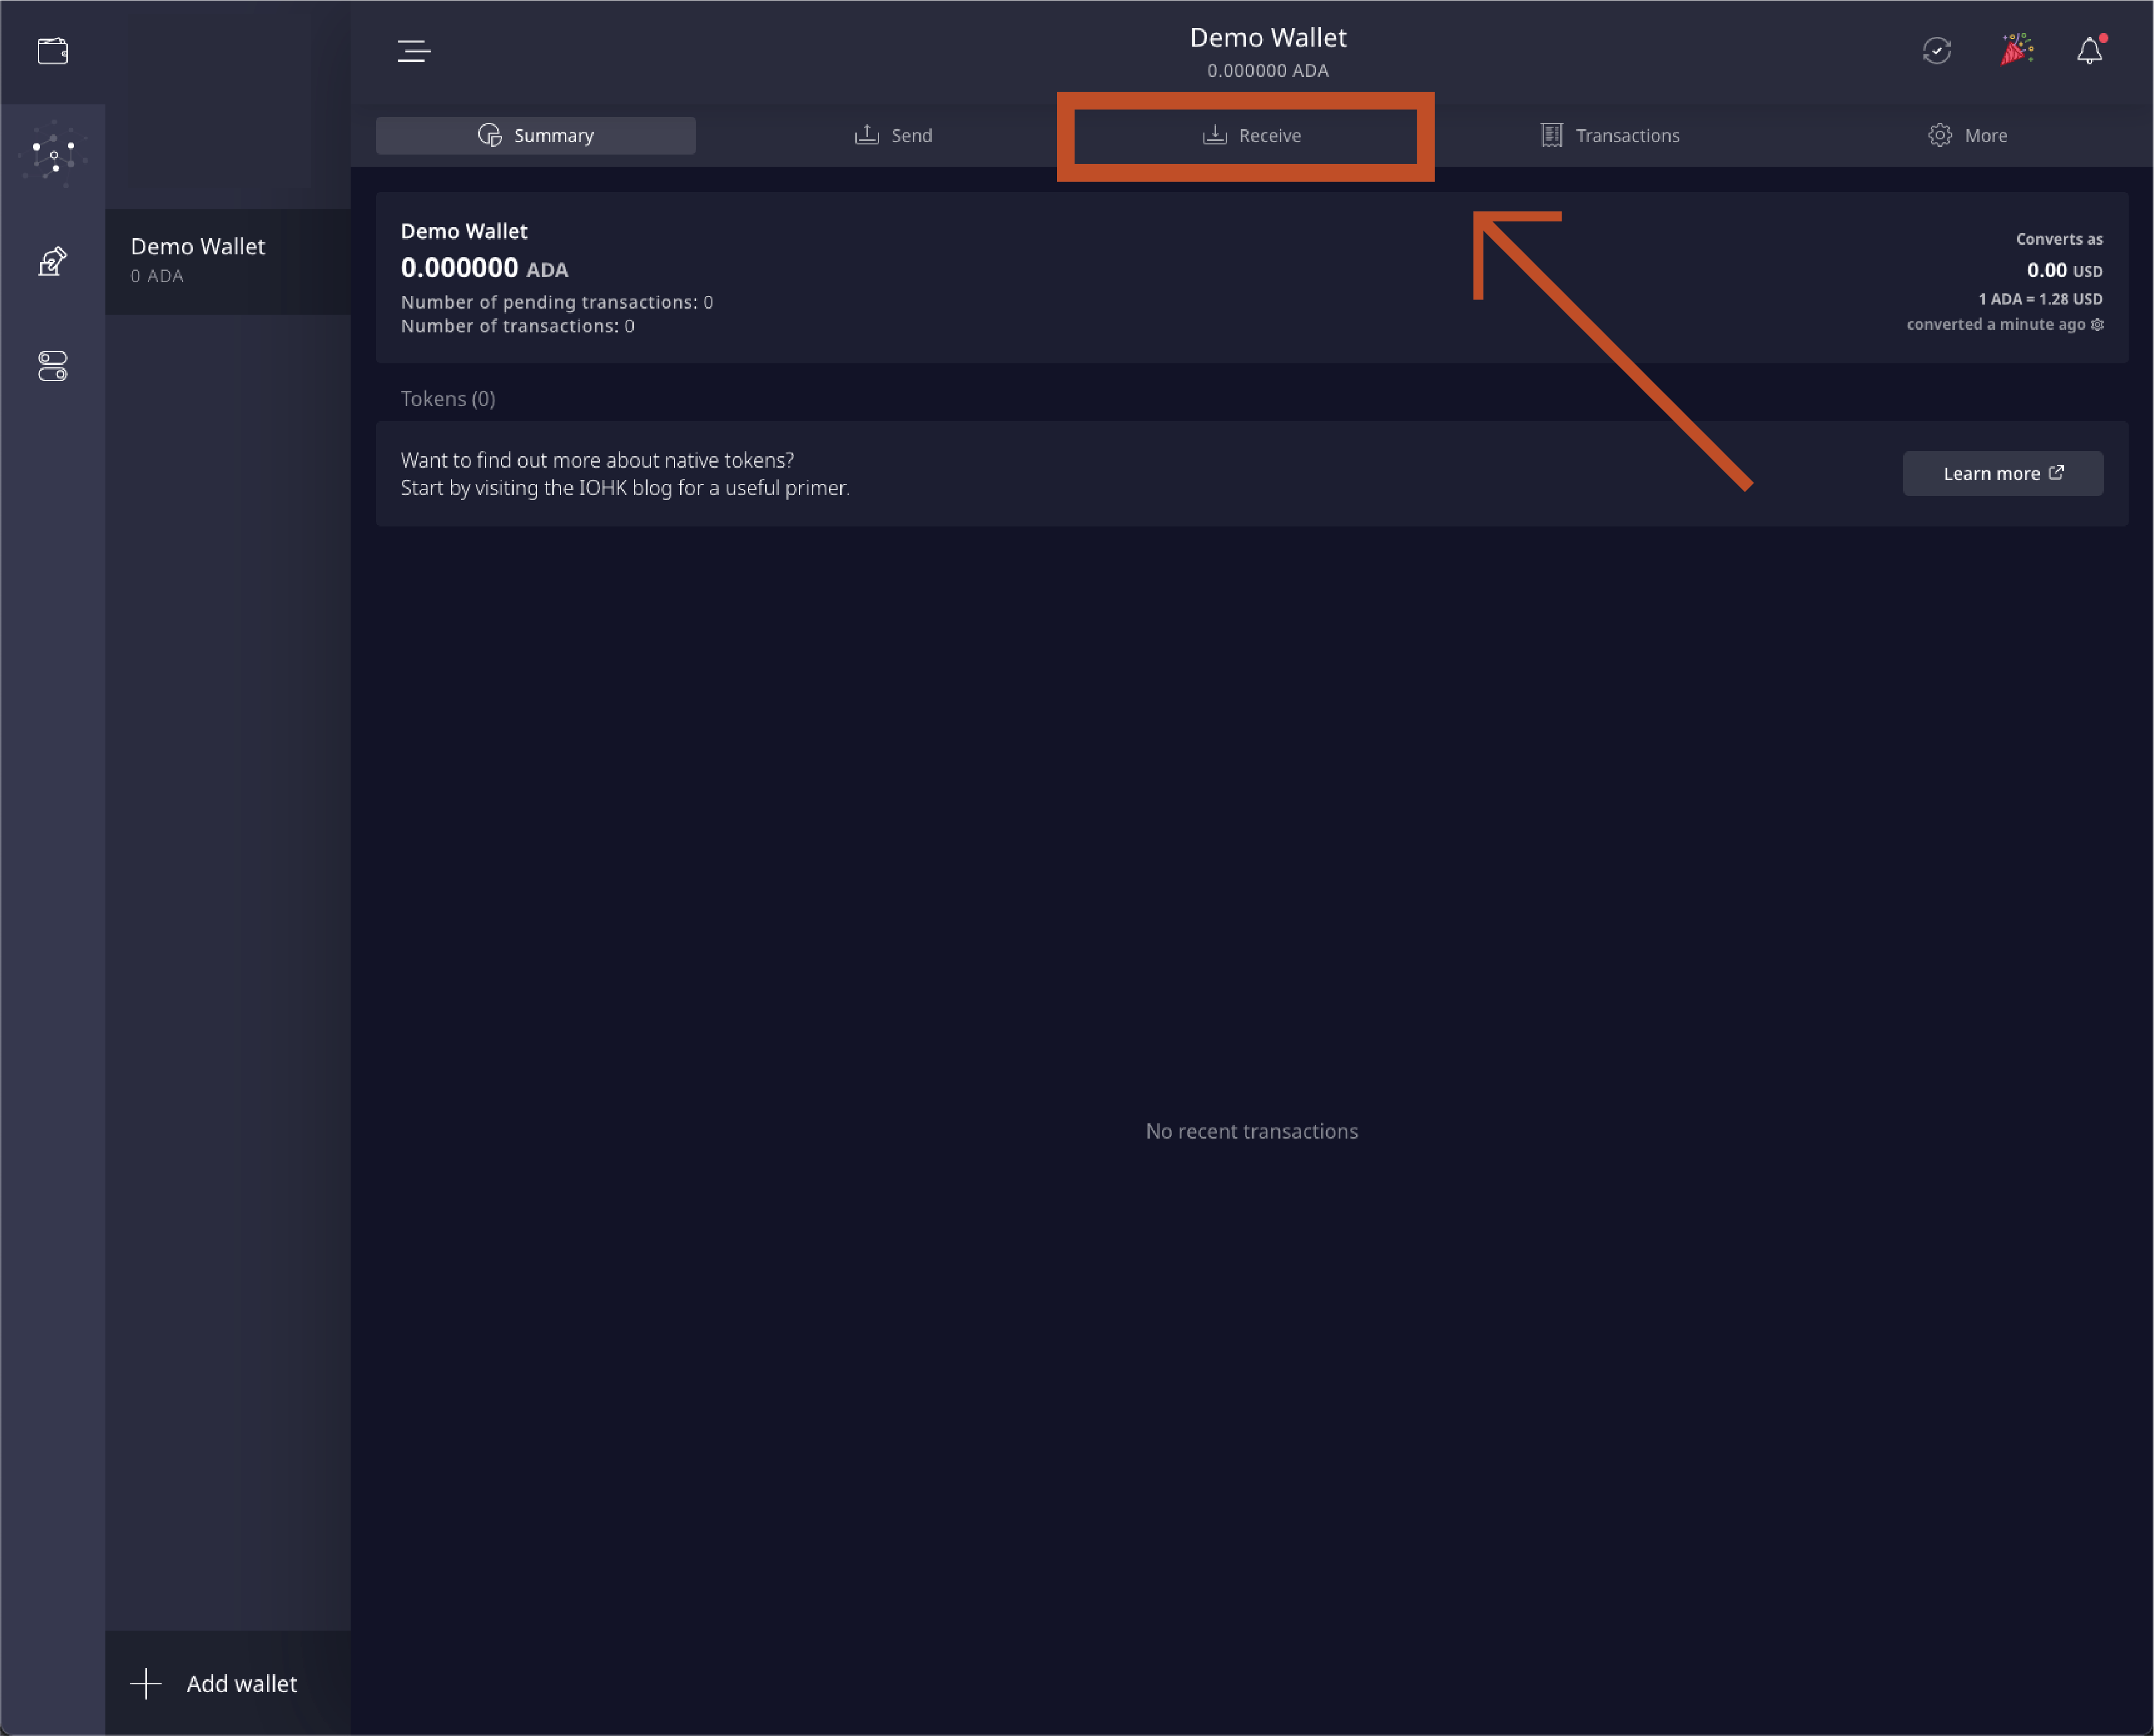 Demo Wallet
0.000000 ADA
Summary
Send
Receive
Transactions
More
Demo Wallet
0 ADA
Demo Wallet
0.000000 ADA
Number of pending transactions: 0
Number of transactions: 0
Converts as
0.00 USD
1 ADA = 1.28 USD
converted a minute ago
Tokens (0)
Want to find out more about native tokens?
Start by visiting the IOHK blog for a useful primer.
Learn more
No recent transactions
Add wallet